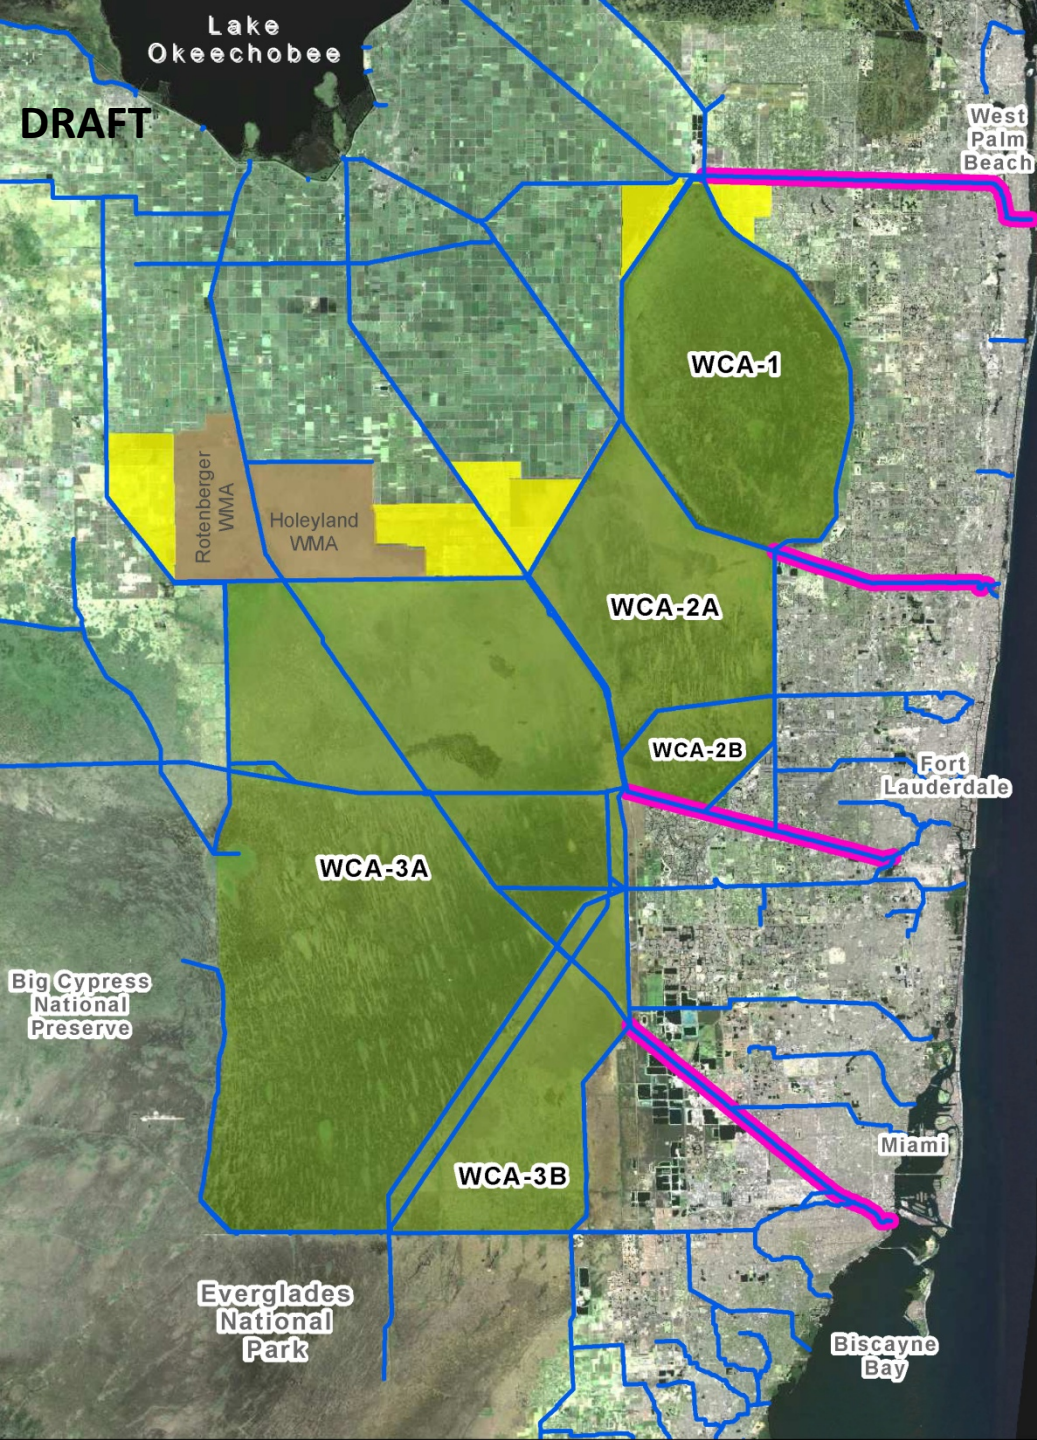 Lake
Okeechobee
DRAFT
West
Palm
Beach
WCA-1
Rotenberger
WMA
Holeyland
WMA
WCA-2A
WCA-2B
Fort
Lauderdale
WCA-3A
Big Cypress
National
Preserve
Miami
WCA-3B
Everglades
National
Park
Biscayne
Bay